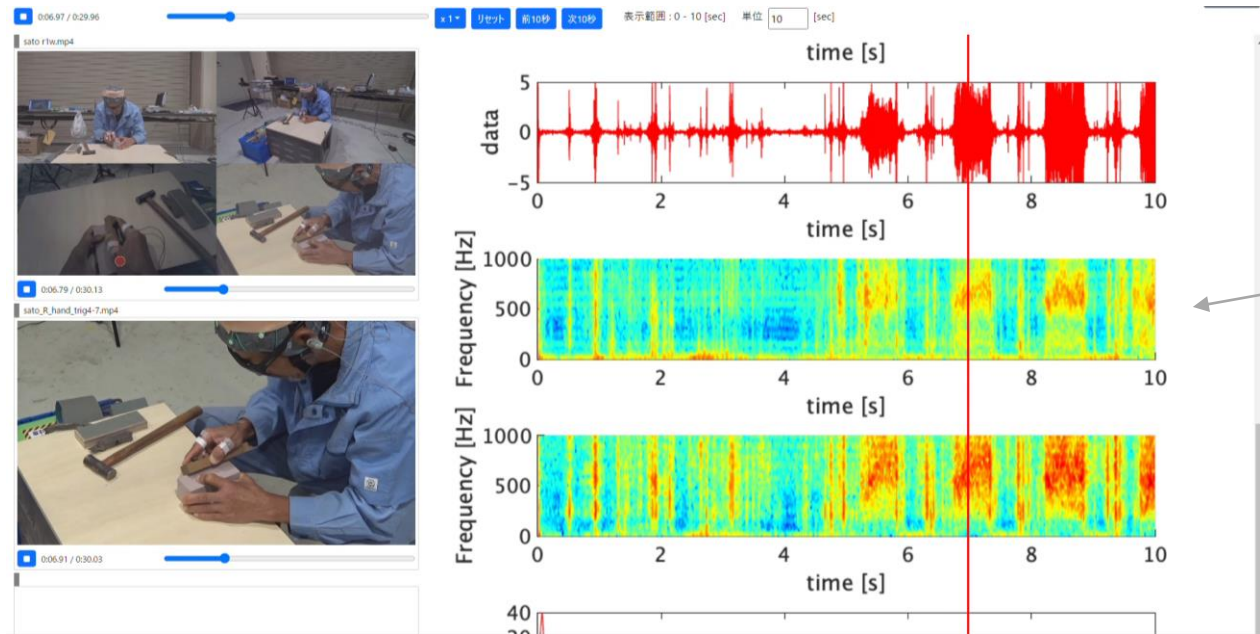 0:06.97 / 0:29.96
x 1
リセット
前10秒
次10秒
表示範囲 : 0 - 10 [sec]
単位 10 [sec]
sato r1w.mp4
0:06.79 / 0:30.13
sato_R_hand_trig4-7.mp4
0:06.91 / 0:30.03
time [s]
data
5
0
−5
0 2 4 6 8 10
time [s]
Frequency [Hz]
1000
500
0
0 2 4 6 8 10
time [s]
Frequency [Hz]
1000
500
0
0 2 4 6 8 10
time [s]
40